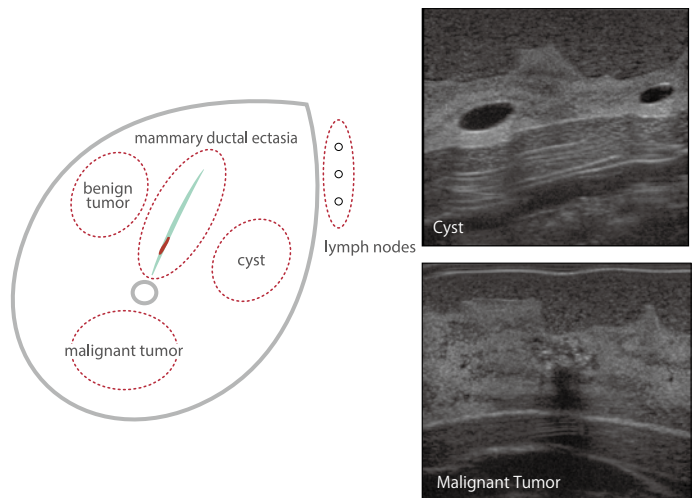 mammary ductal ectasia
benign
tumor
cyst
lymph nodes
malignant tumor
Cyst
Malignant Tumor